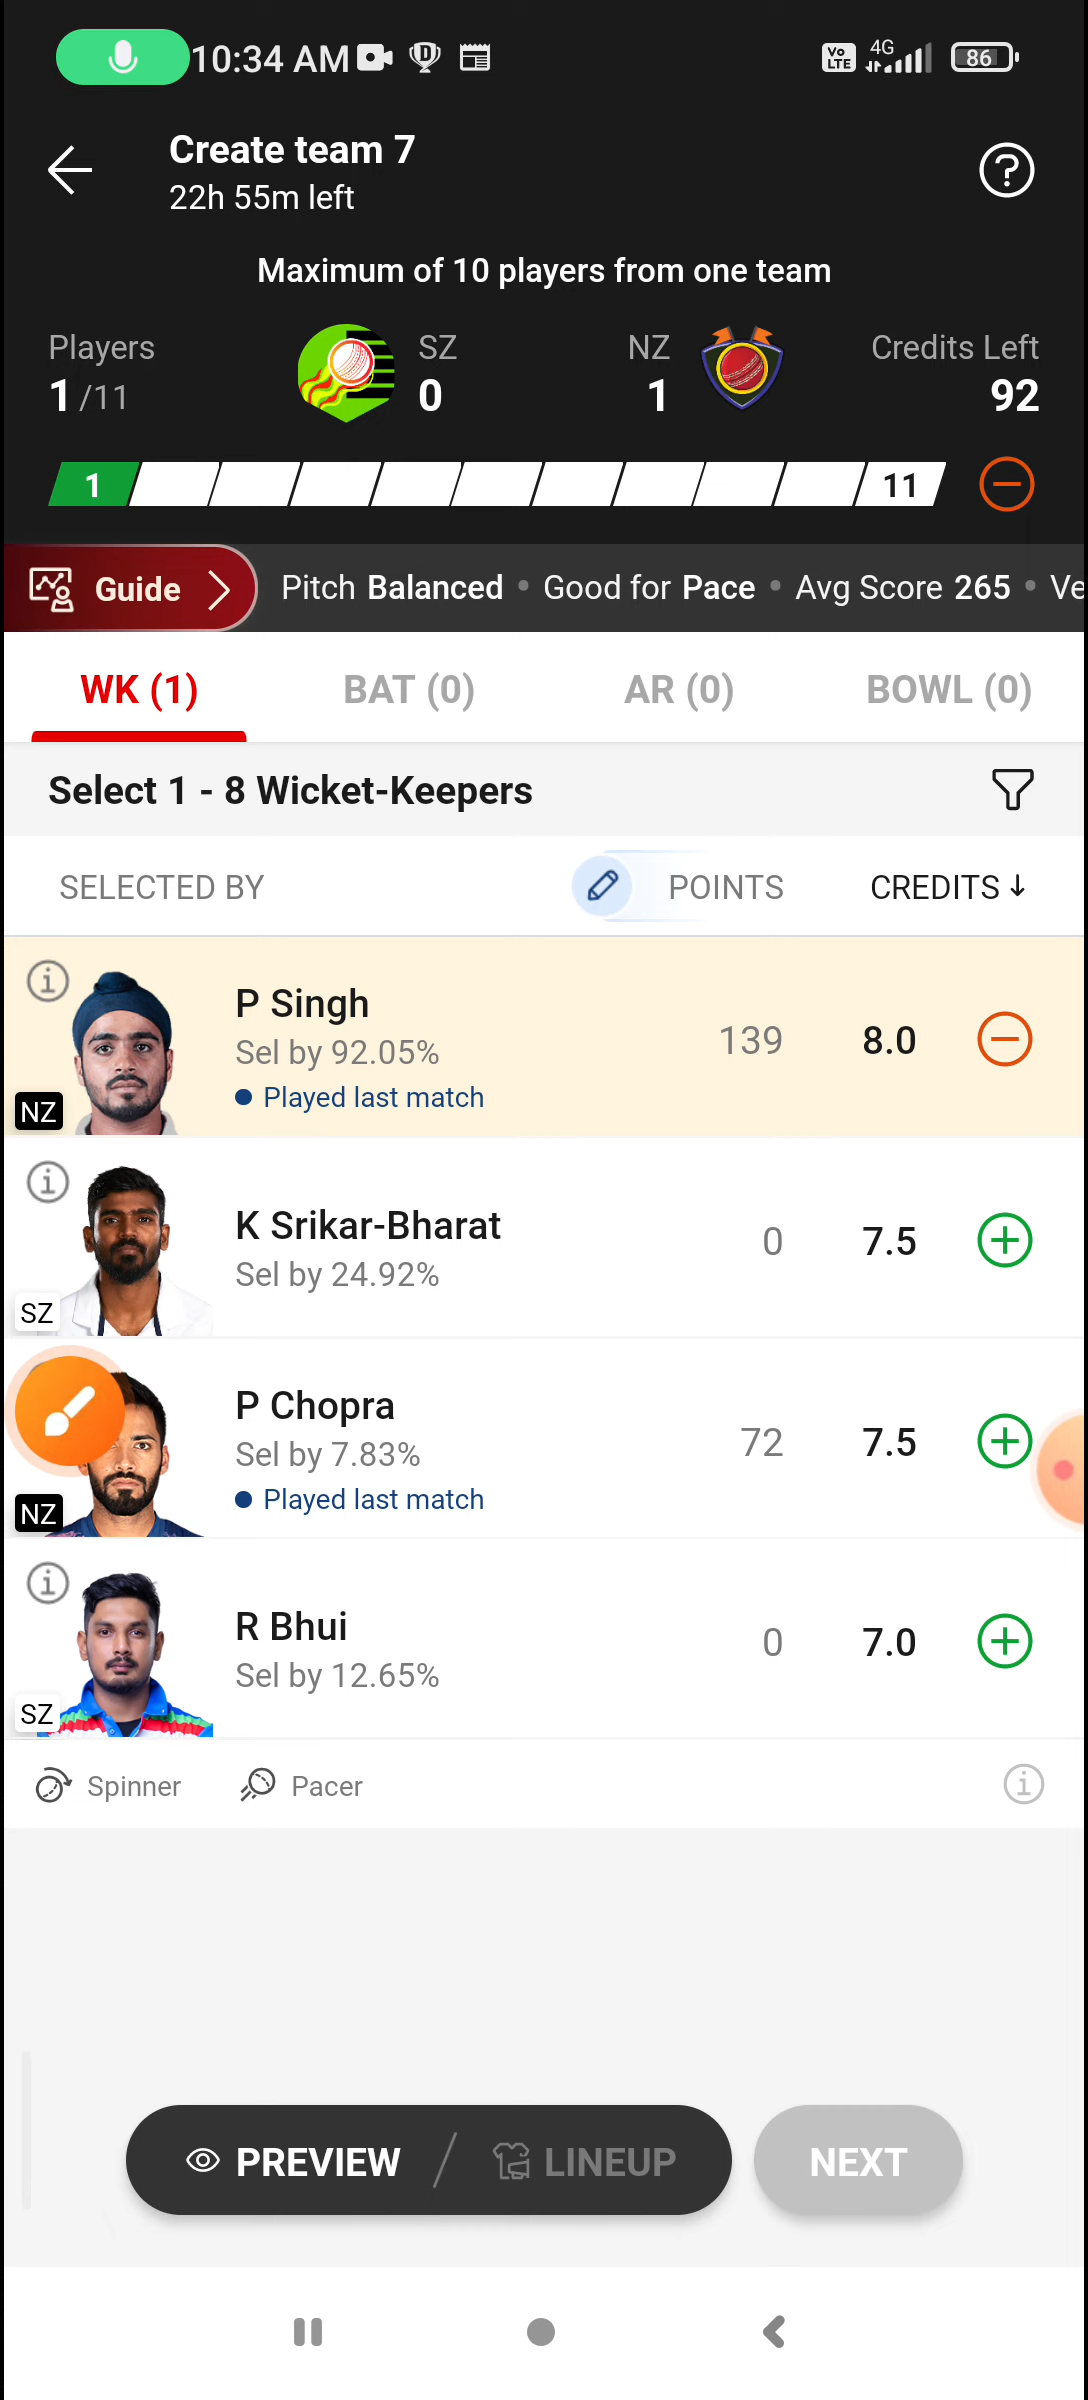 10:34 AM
Vo LTE 4G 86
Create team 7
22h 55m left
Maximum of 10 players from one team
Players SZ NZ Credits Left
1 /11 0 1 92
1 11
Guide Pitch Balanced • Good for Pace • Avg Score 265 • Ve
WK (1) BAT (0) AR (0) BOWL (0)
Select 1 - 8 Wicket-Keepers
SELECTED BY POINTS CREDITS ↓
P Singh
Sel by 92.05%
139 8.0
Played last match
NZ
K Srikar-Bharat
Sel by 24.92%
0 7.5
SZ
P Chopra
Sel by 7.83%
72 7.5
Played last match
NZ
R Bhui
Sel by 12.65%
0 7.0
SZ
Spinner Pacer
PREVIEW / LINEUP NEXT